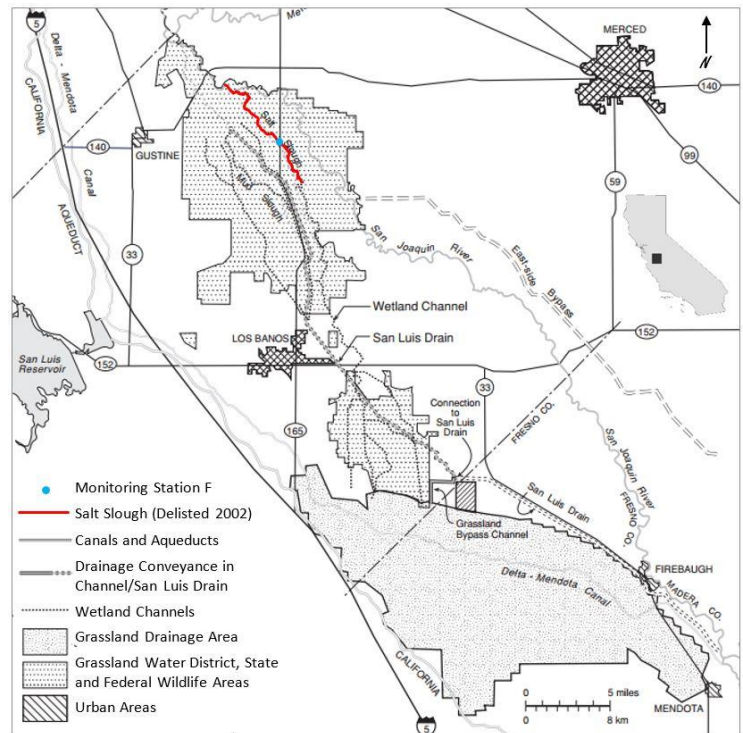 5
Delta - Mendota
Canal
CALIFORNIA
AQUEDUCT
MERCED
N
140
GUSTINE
140
Salt
Slough
Mud Slough
99
59
33
San Joaquin River
East-side
Bypass
Wetland Channel
LOS BANOS
San Luis Drain
152
San Luis
Reservoir
152
33
Connection
to
San Luis
Drain
FRESNO CO.
165
San Joaquin River
FRESNO CO.
San Luis Drain
Grassland
Bypass Channel
FIREBAUGH
MADERA CO.
Delta - Mendota Canal
CALIFORNIA
5
MENDOTA
0 5 miles
0 8 km
Monitoring Station F
Salt Slough (Delisted 2002)
Canals and Aqueducts
Drainage Conveyance in
Channel/San Luis Drain
Wetland Channels
Grassland Drainage Area
Grassland Water District, State
and Federal Wildlife Areas
Urban Areas